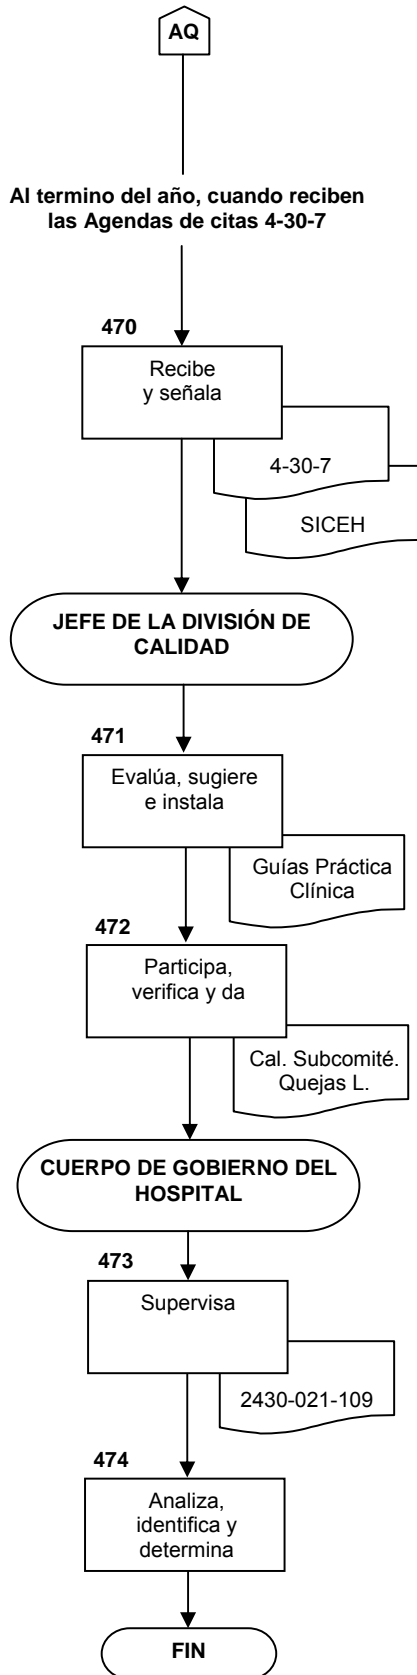 AQ
Al termino del año, cuando reciben
las Agendas de citas 4-30-7
470
Recibe
y señala
4-30-7
SICEH
JEFE DE LA DIVISIÓN DE
CALIDAD
471
Evalúa, sugiere
e instala
Guías Práctica
Clínica
472
Participa,
verifica y da
Cal. Subcomité.
Quejas L.
CUERPO DE GOBIERNO DEL
HOSPITAL
473
Supervisa
2430-021-109
474
Analiza,
identifica y
determina
FIN